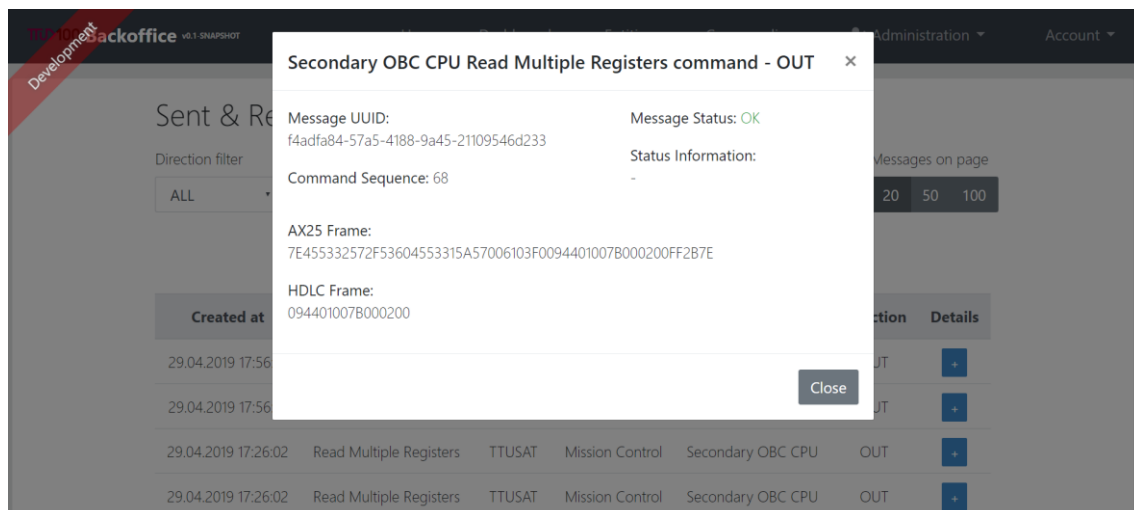 Backoffice v0.1-SNAPSHOT
Administration
Account
Development
Secondary OBC CPU Read Multiple Registers command - OUT ×
Sent & Re
Message UUID:
f4adfa84-57a5-4188-9a45-21109546d233
Message Status: OK
Status Information:
-
Command Sequence: 68
Direction filter
Messages on page
ALL
20 50 100
AX25 Frame:
7E455332572F53604553315A57006103F0094401007B000200FF2B7E
HDLC Frame:
094401007B000200
Created at
ction Details
29.04.2019 17:56 UT +
Close
29.04.2019 17:56 UT +
29.04.2019 17:26:02 Read Multiple Registers TTUSAT Mission Control Secondary OBC CPU OUT +
29.04.2019 17:26:02 Read Multiple Registers TTUSAT Mission Control Secondary OBC CPU OUT +